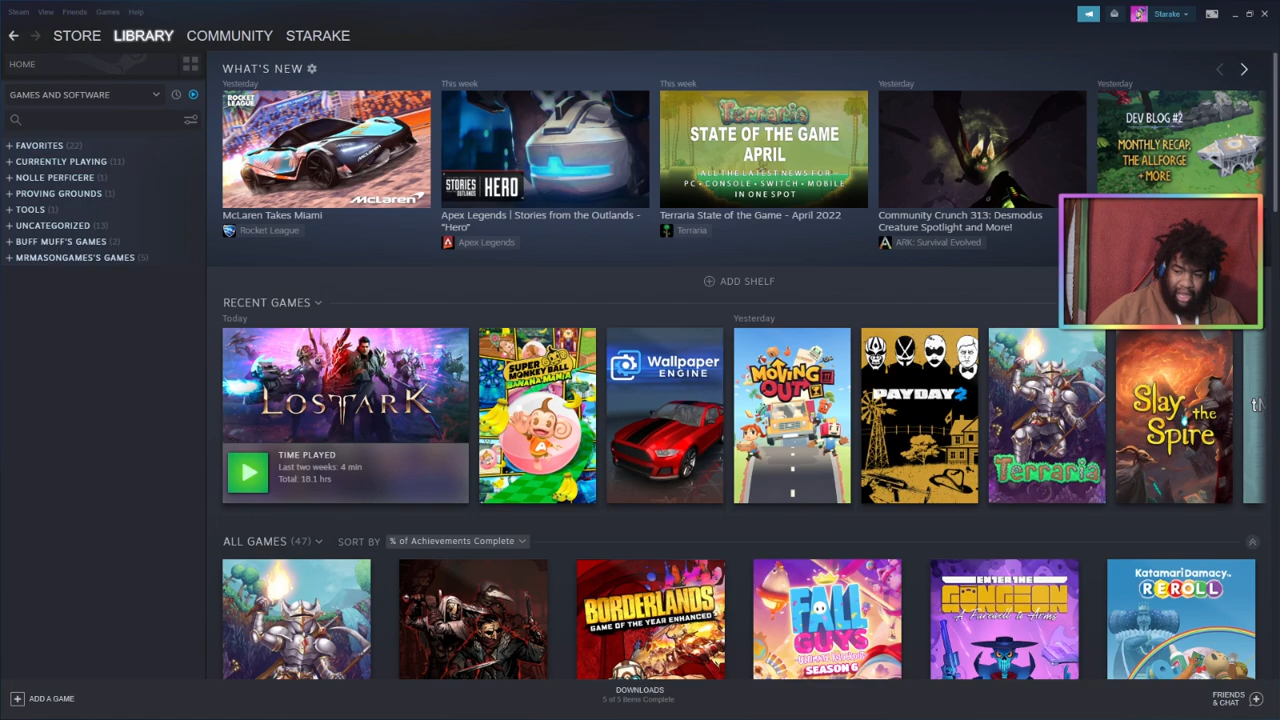 Steam View Friends Games Help
Starake
STORE LIBRARY COMMUNITY STARAKE
HOME
GAMES AND SOFTWARE
+ FAVORITES (22)
+ CURRENTLY PLAYING (11)
+ NOLLE PERFICERE (1)
+ PROVING GROUNDS (1)
+ TOOLS (1)
+ UNCATEGORIZED (13)
+ BUFF MUFF'S GAMES (2)
+ MRMASONGAMES'S GAMES (5)
WHAT'S NEW
Yesterday
ROCKET LEAGUE
McLaren
McLaren Takes Miami
Rocket League
This week
STORIES FROM THE OUTLANDS HERO
Apex Legends | Stories from the Outlands -
"Hero"
Apex Legends
This week
Terraria
STATE OF THE GAME
APRIL
ALL THE LATEST NEWS FOR
PC • CONSOLE • SWITCH • MOBILE
IN ONE SPOT
Terraria State of the Game - April 2022
Terraria
Yesterday
Community Crunch 313: Desmodus
Creature Spotlight and More!
ARK: Survival Evolved
Yesterday
DEV BLOG #2
MONTHLY RECAP,
THE ALLFORGE
+ MORE
ADD SHELF
RECENT GAMES
Today
LOST ARK
TIME PLAYED
Last two weeks: 4 min
Total: 18.1 hrs
SUPER
MONKEY BALL
BANANA MANIA
Wallpaper
ENGINE
Yesterday
MOVING
OUT
PAYDAY 2
Terraria
Slay
the
Spire
ALL GAMES (47)
SORT BY % of Achievements Complete
BORDERLANDS
GAME OF THE YEAR ENHANCED
FALL
GUYS
ULTIMATE KNOCKOUT
SEASON 6
ENTER THE
GUNGEON
A Farewell to Arms
KATAMARI DAMACY
REROLL
+ ADD A GAME
DOWNLOADS
5 of 5 Items Complete
FRIENDS
& CHAT